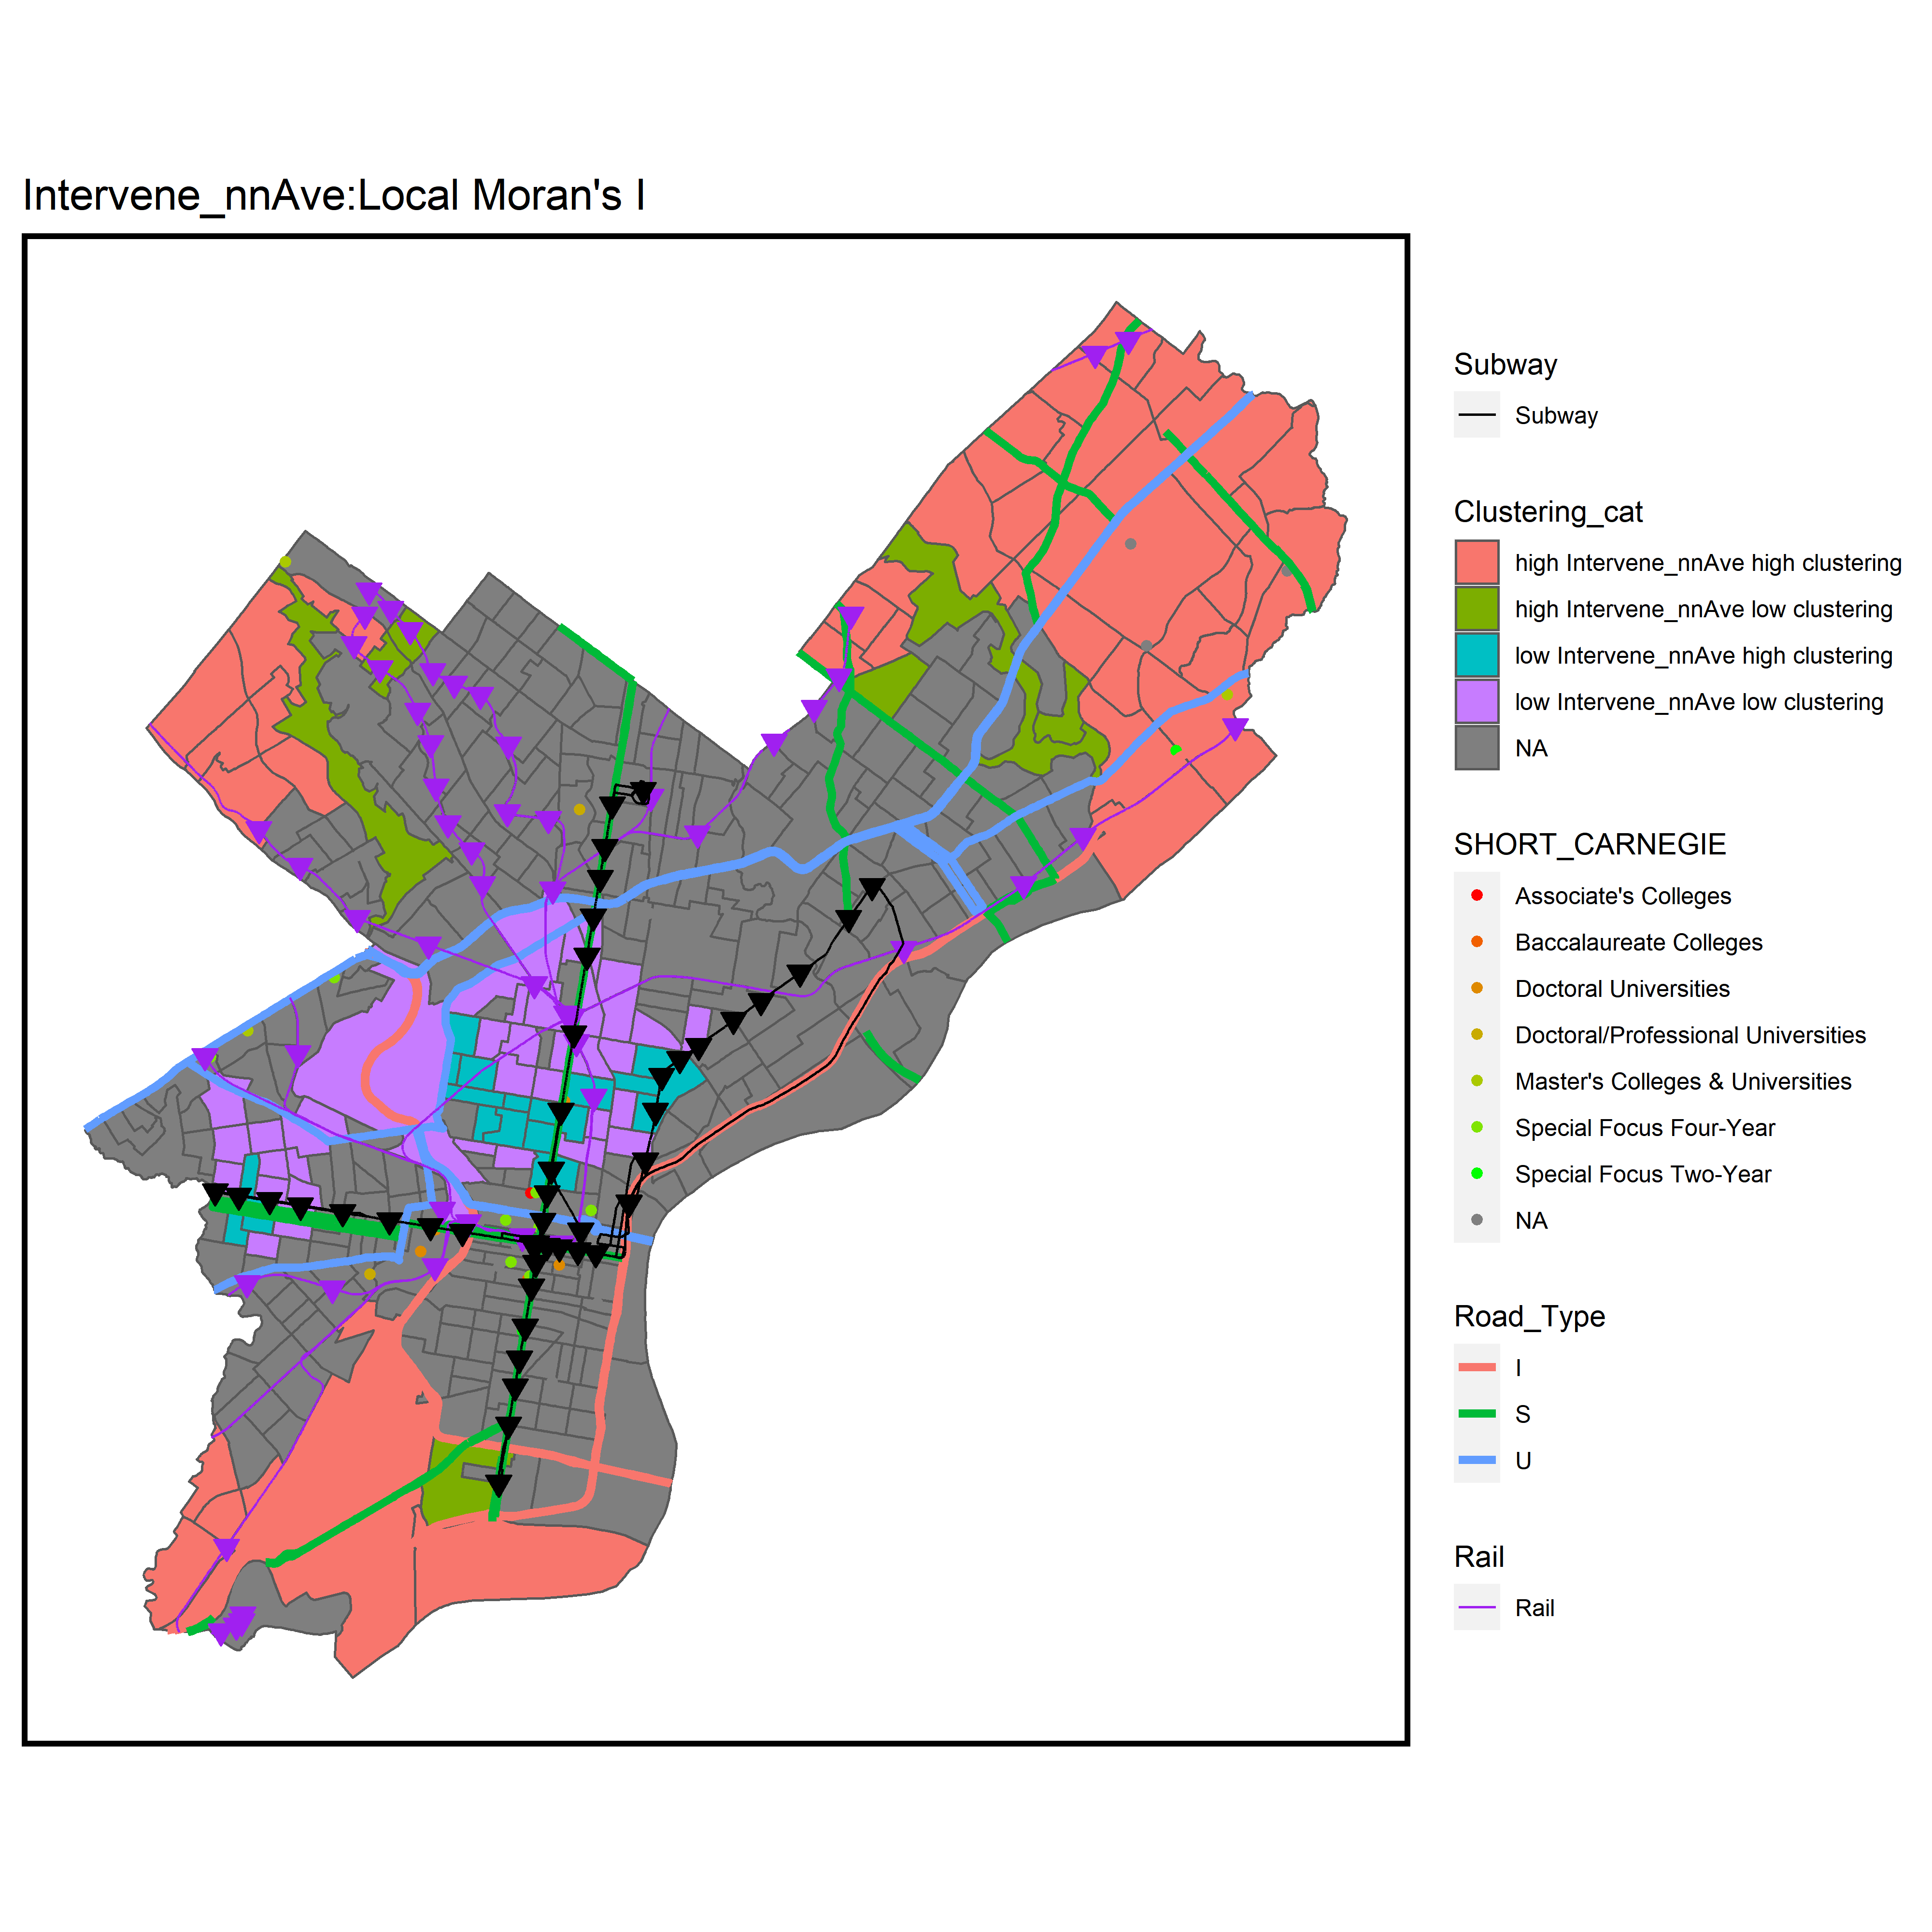 Intervene_nnAve:Local Moran's I
Subway
Subway
Clustering_cat
high Intervene_nnAve high clustering
high Intervene_nnAve low clustering
low Intervene_nnAve high clustering
low Intervene_nnAve low clustering
NA
SHORT_CARNEGIE
Associate's Colleges
Baccalaureate Colleges
Doctoral Universities
Doctoral/Professional Universities
Master's Colleges & Universities
Special Focus Four-Year
Special Focus Two-Year
NA
Road_Type
I
S
U
Rail
Rail